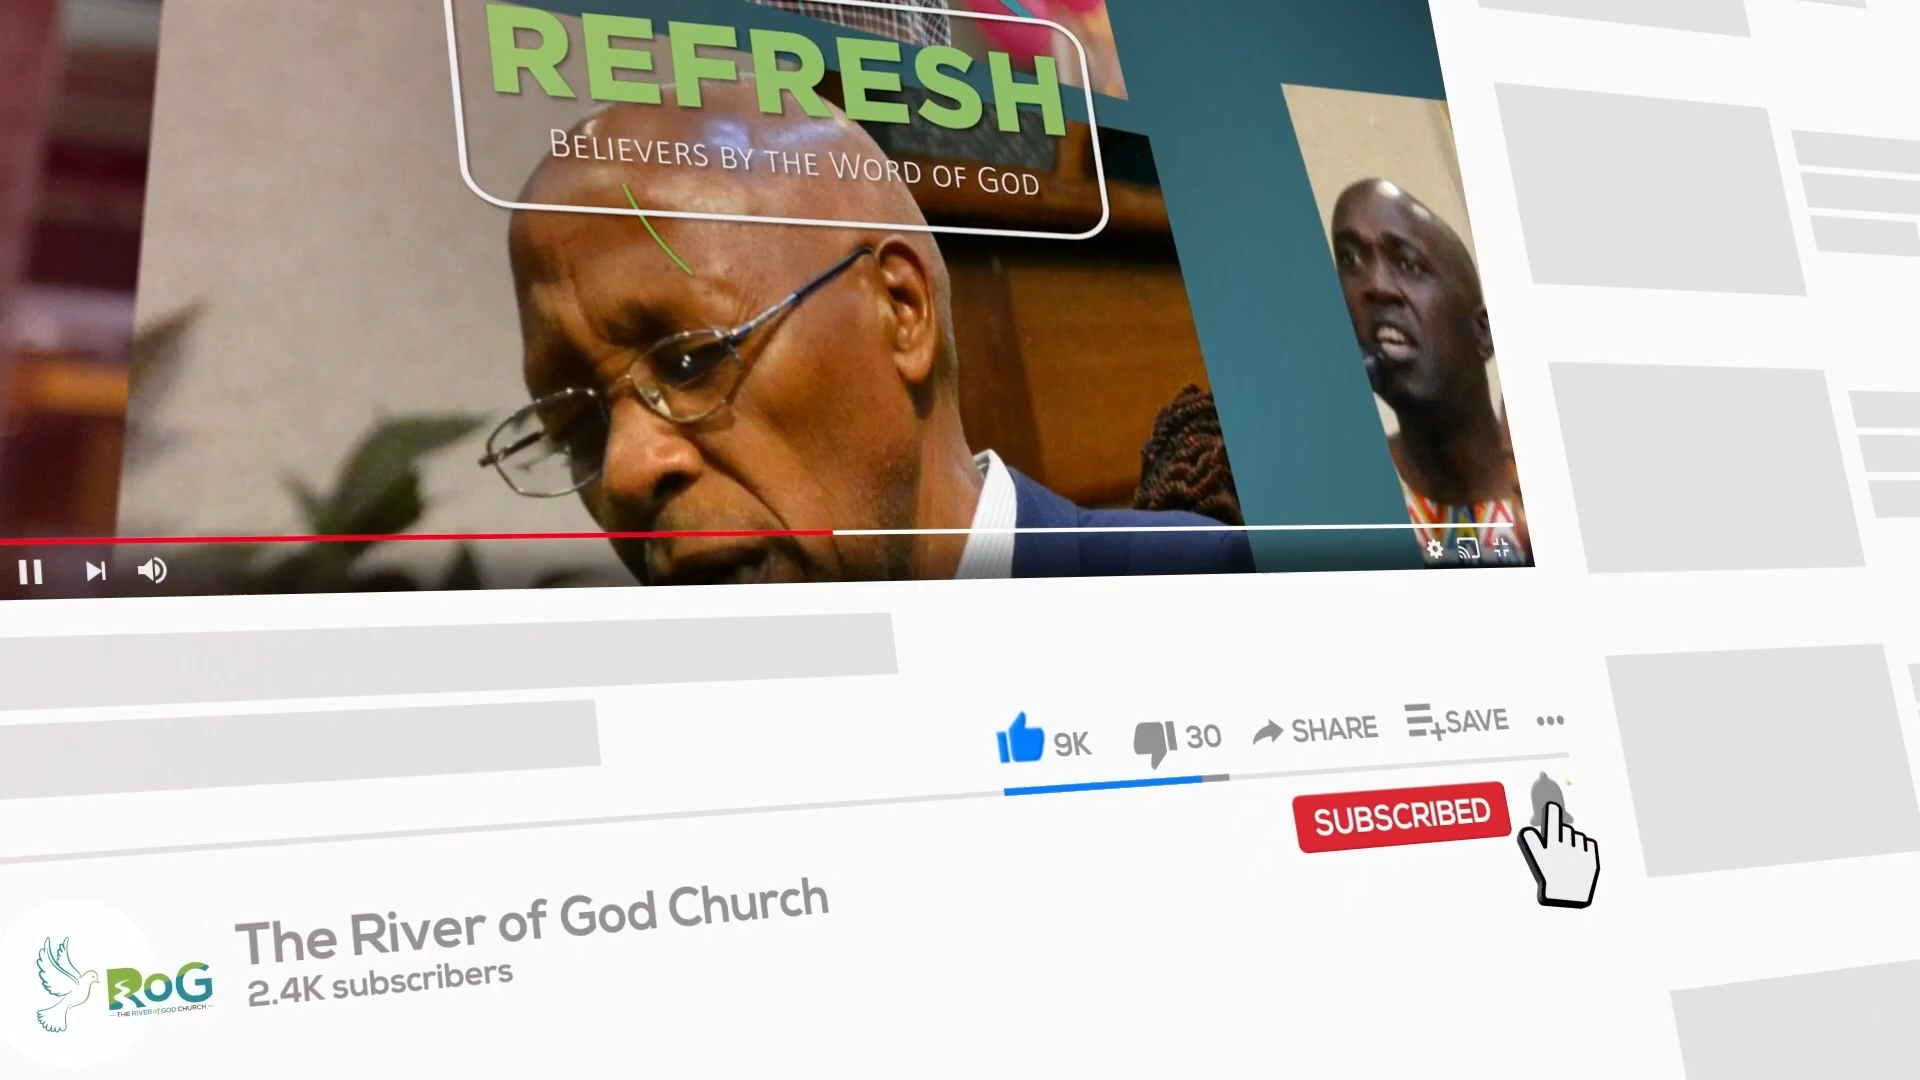 REFRESH
BELIEVERS BY THE WORD OF GOD
9K
30
SHARE
SAVE
SUBSCRIBED
The River of God Church
2.4K subscribers
RoG
THE RIVER of GOD CHURCH